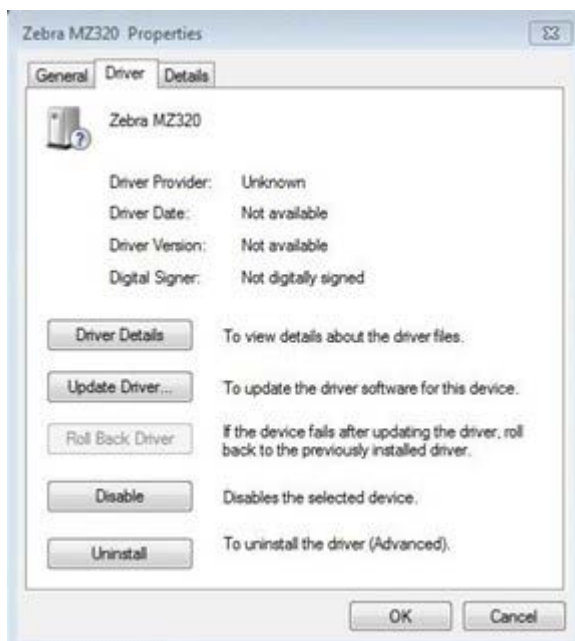 Zebra MZ320 Properties
General Driver Details
Zebra MZ320
Driver Provider: Unknown
Driver Date: Not available
Driver Version: Not available
Digital Signer: Not digitally signed
Driver Details To view details about the driver files.
Update Driver... To update the driver software for this device.
Roll Back Driver If the device fails after updating the driver, roll
back to the previously installed driver.
Disable Disables the selected device.
Uninstall To uninstall the driver (Advanced).
OK Cancel